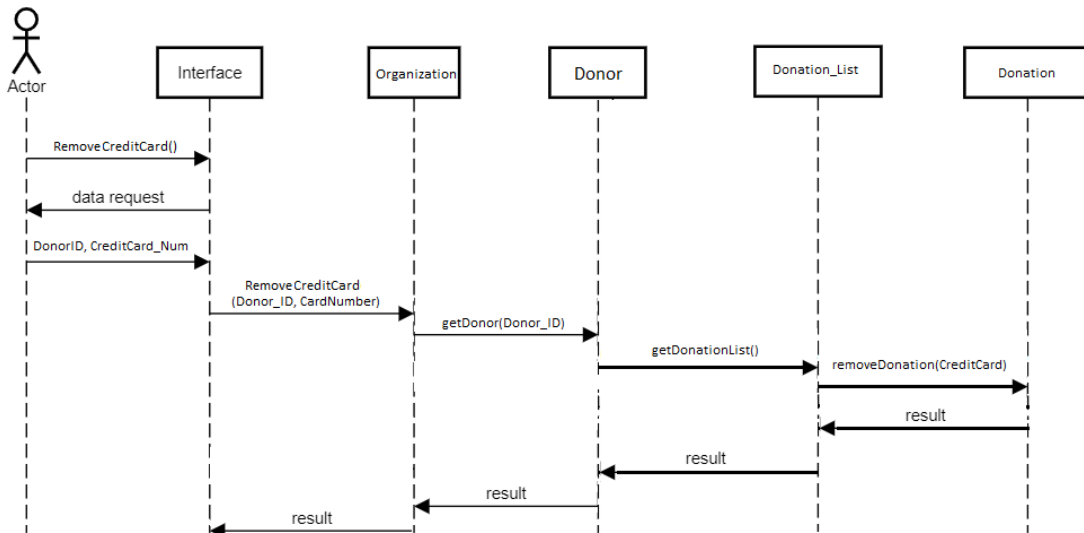 Actor
Interface
Organization
Donor
Donation_List
Donation
RemoveCreditCard()
data request
DonorID, CreditCard_Num
RemoveCreditCard
(Donor_ID, CardNumber)
getDonor(Donor_ID)
getDonationList()
removeDonation(CreditCard)
result
result
result
result